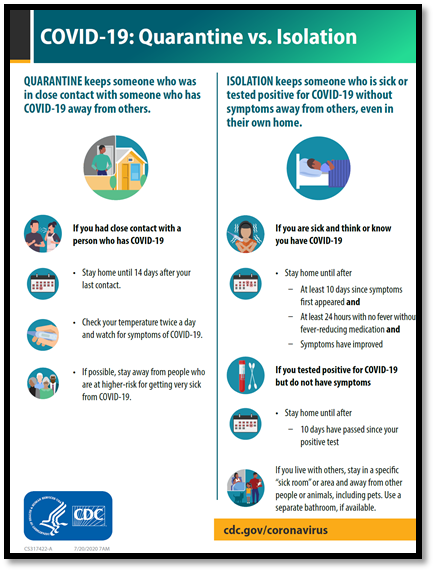 COVID-19: Quarantine vs. Isolation
QUARANTINE keeps someone who was
in close contact with someone who has
COVID-19 away from others.
If you had close contact with a
person who has COVID-19
• Stay home until 14 days after your
last contact.
• Check your temperature twice a day
and watch for symptoms of COVID-19.
• If possible, stay away from people who
are at higher-risk for getting very sick
from COVID-19.
ISOLATION keeps someone who is sick or
tested positive for COVID-19 without
symptoms away from others, even in
their own home.
If you are sick and think or know
you have COVID-19
• Stay home until after
– At least 10 days since symptoms
first appeared and
– At least 24 hours with no fever without
fever-reducing medication and
– Symptoms have improved
If you tested positive for COVID-19
but do not have symptoms
• Stay home until after
– 10 days have passed since your
positive test
If you live with others, stay in a specific
“sick room” or area and away from other
people or animals, including pets. Use a
separate bathroom, if available.
CDC
cdc.gov/coronavirus
CS317422-A 7/20/2020 7AM